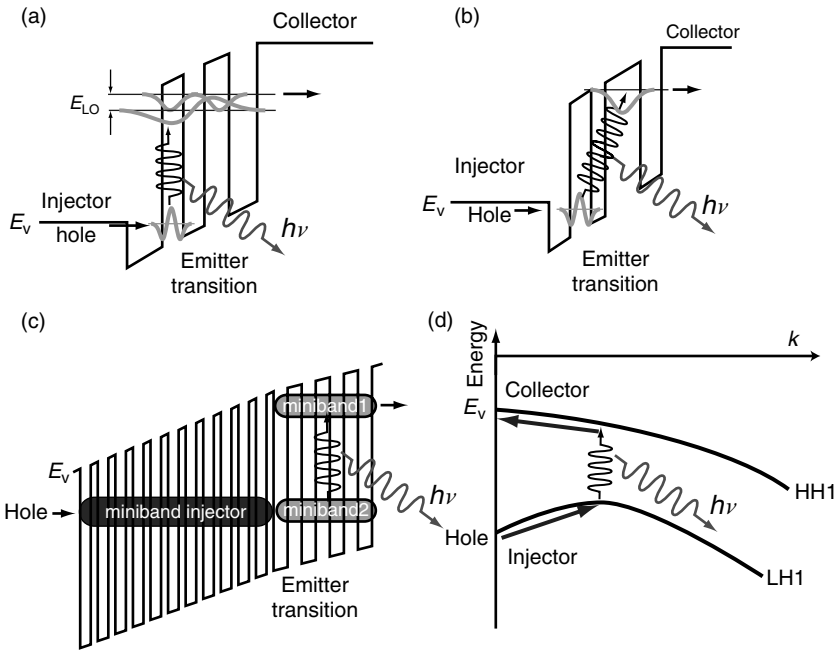 (a)
Collector
E_LO
Injector
E_v
hole
hν
Emitter
transition
(b)
Collector
Injector
E_v
Hole
hν
Emitter
transition
(c)
miniband1
E_v
Hole
miniband injector
miniband2
hν
Emitter
transition
(d)
Energy
k
Collector
E_v
HH1
hν
Hole
Injector
LH1